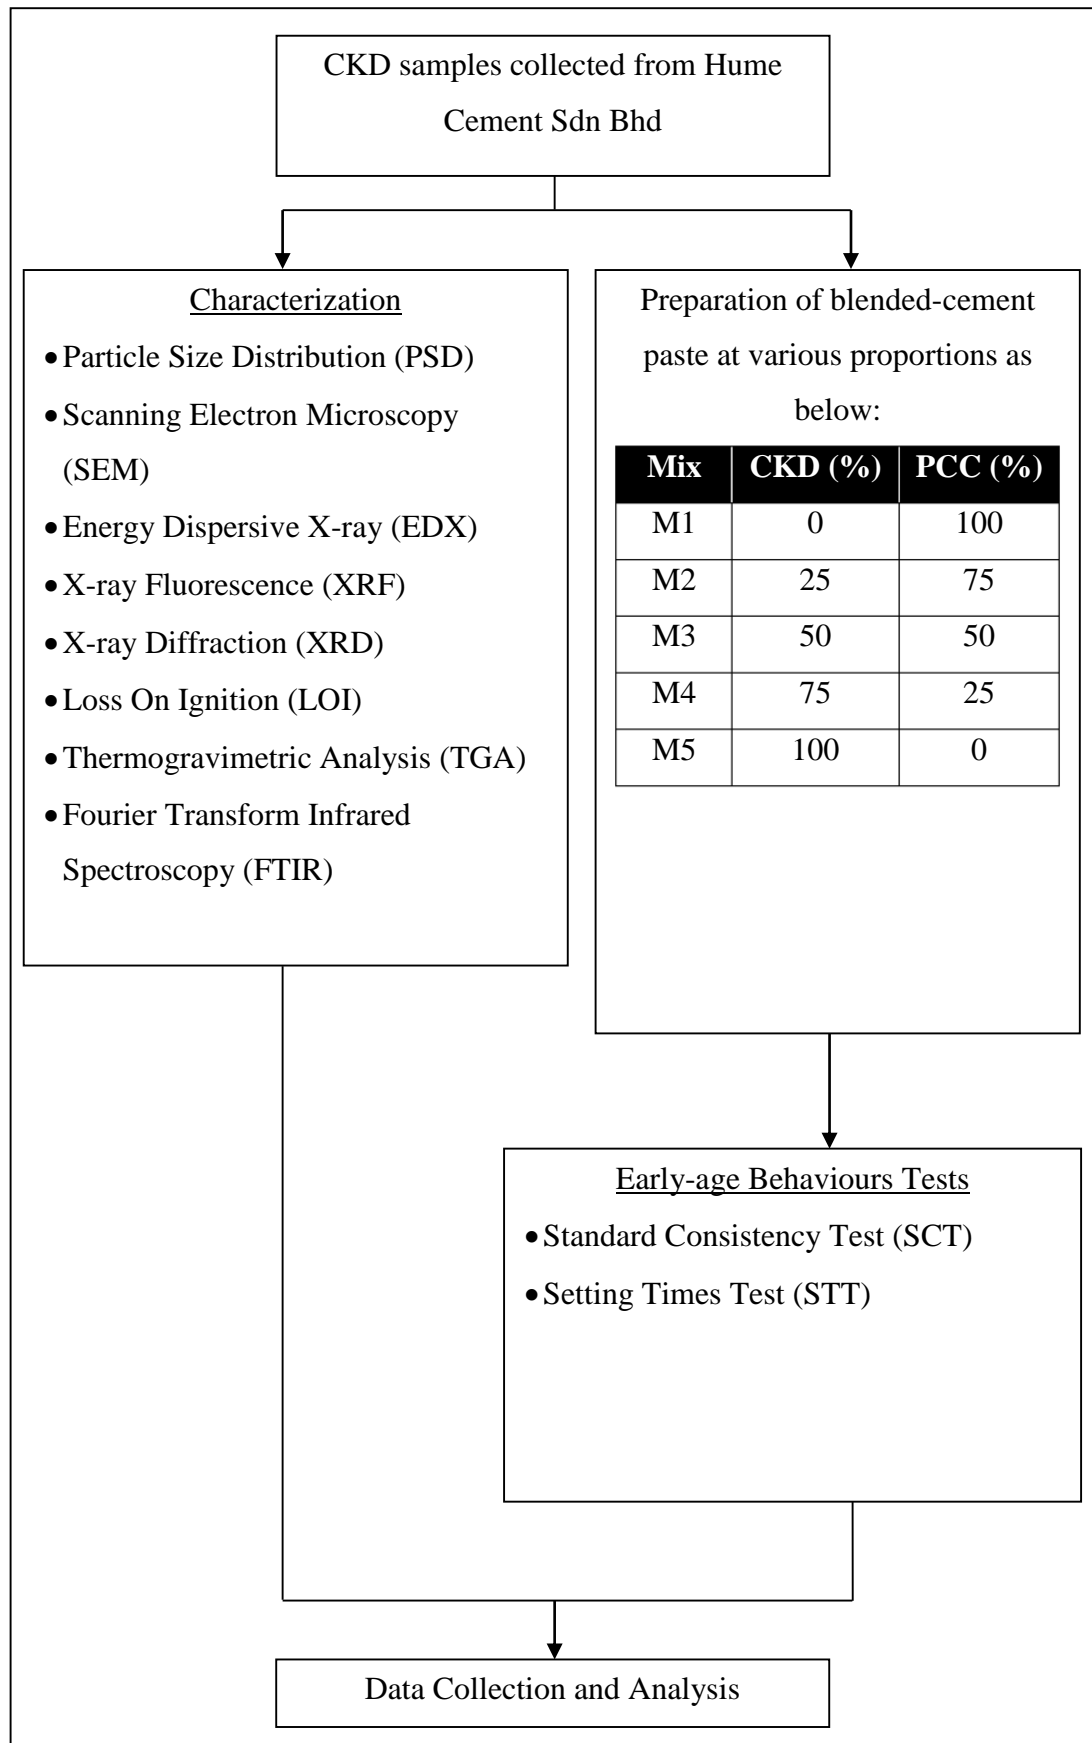 CKD samples collected from Hume
Cement Sdn Bhd
Characterization
•Particle Size Distribution (PSD)
•Scanning Electron Microscopy
(SEM)
•Energy Dispersive X-ray (EDX)
•X-ray Fluorescence (XRF)
•X-ray Diffraction (XRD)
•Loss On Ignition (LOI)
•Thermogravimetric Analysis (TGA)
•Fourier Transform Infrared
Spectroscopy (FTIR)
Preparation of blended-cement
paste at various proportions as
below:
Mix CKD (%) PCC (%)
M1 0 100
M2 25 75
M3 50 50
M4 75 25
M5 100 0
Early-age Behaviours Tests
•Standard Consistency Test (SCT)
•Setting Times Test (STT)
Data Collection and Analysis